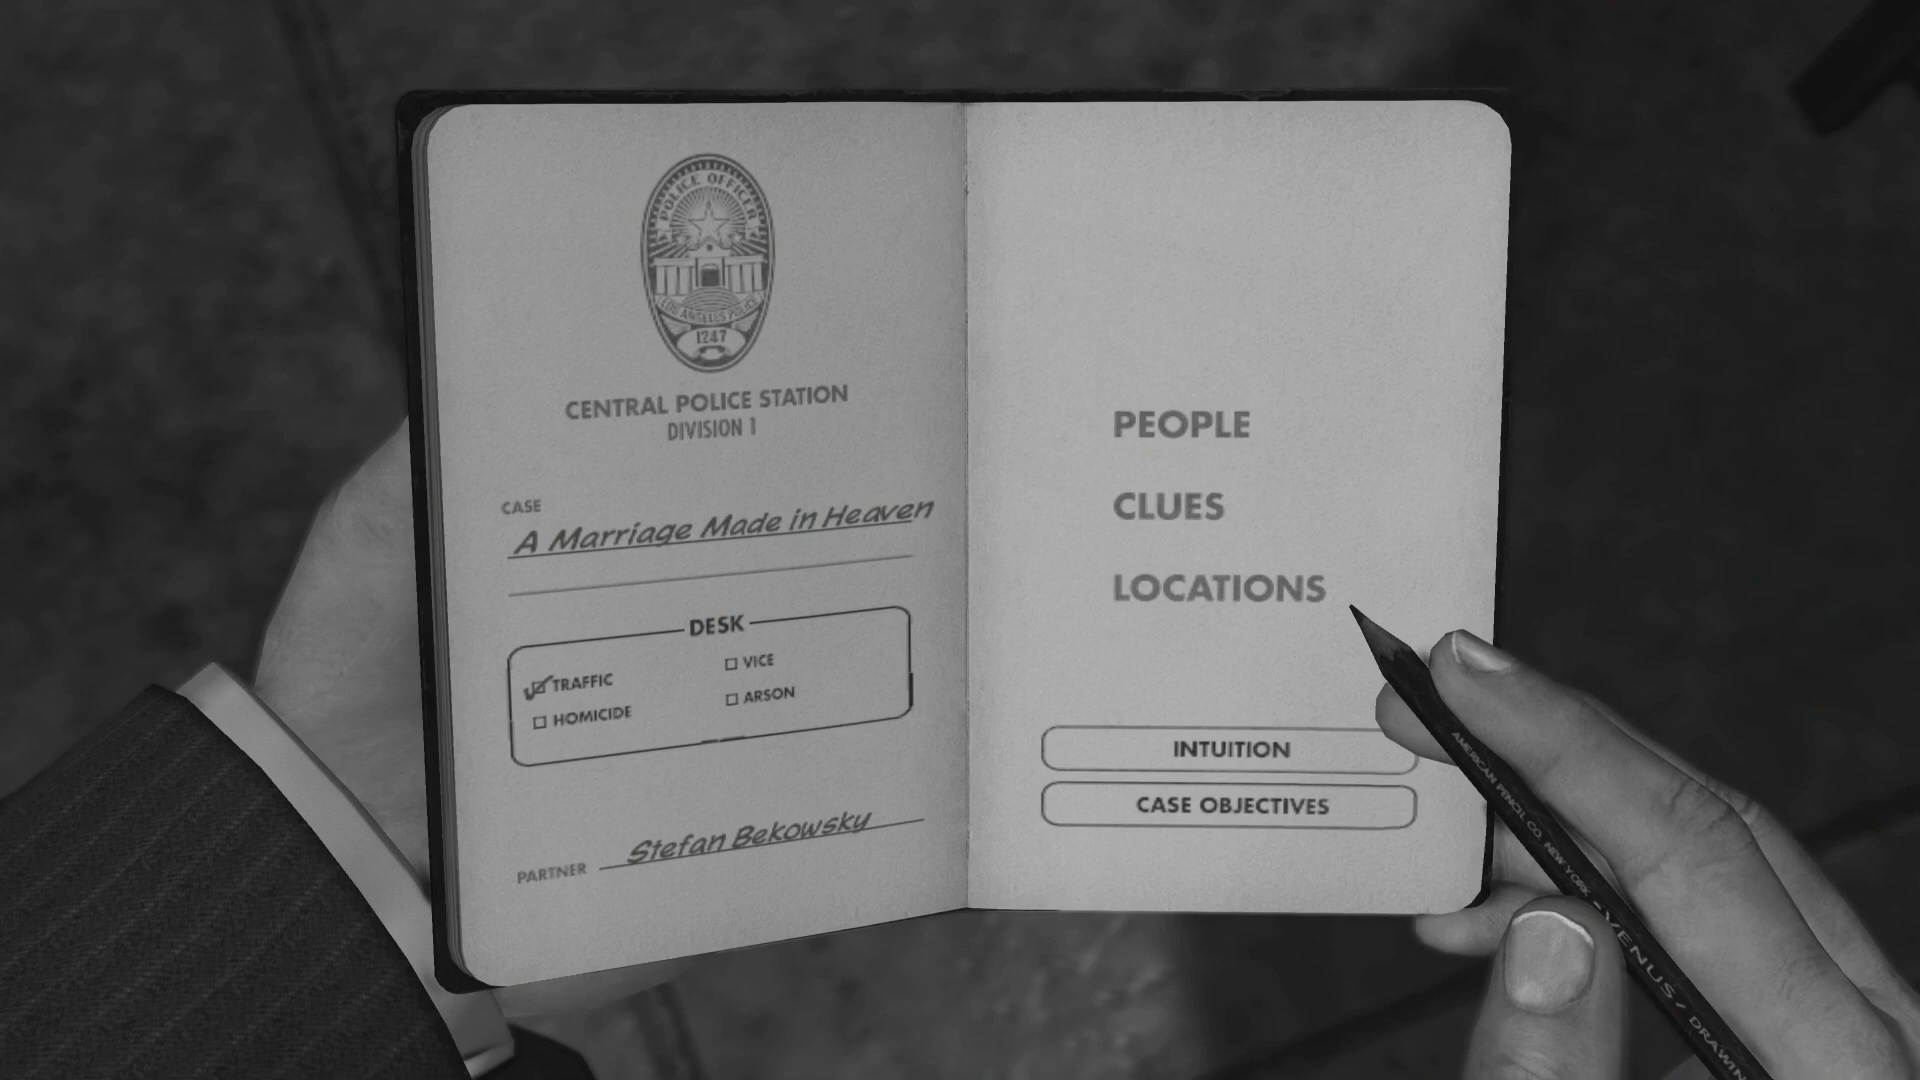 POLICE OFFICER
LOS ANGELES POLICE
1247
CENTRAL POLICE STATION
DIVISION 1
CASE
A Marriage Made in Heaven
DESK
TRAFFIC
VICE
HOMICIDE
ARSON
PARTNER Stefan Bekowsky
PEOPLE
CLUES
LOCATIONS
INTUITION
CASE OBJECTIVES
AMERICAN PENCIL CO. NEW YORK - VENUS - DRAWN